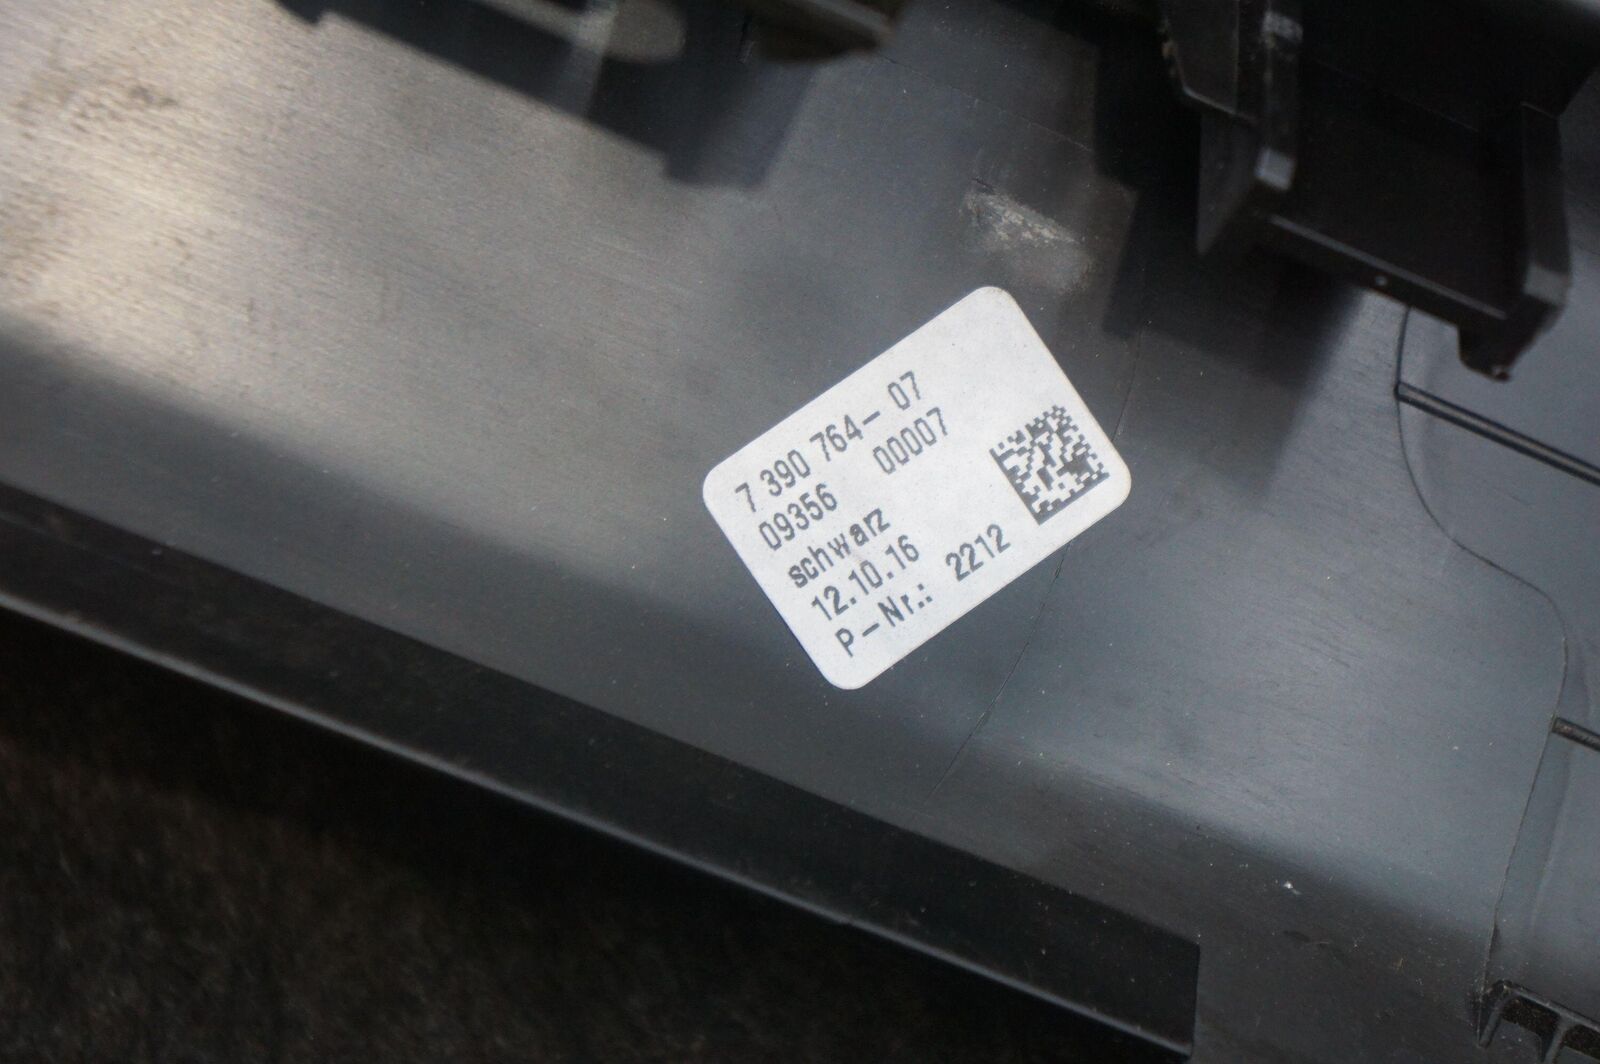 7 390 764-07
09356 00007
schwarz
12.10.16
P-Nr.: 2212